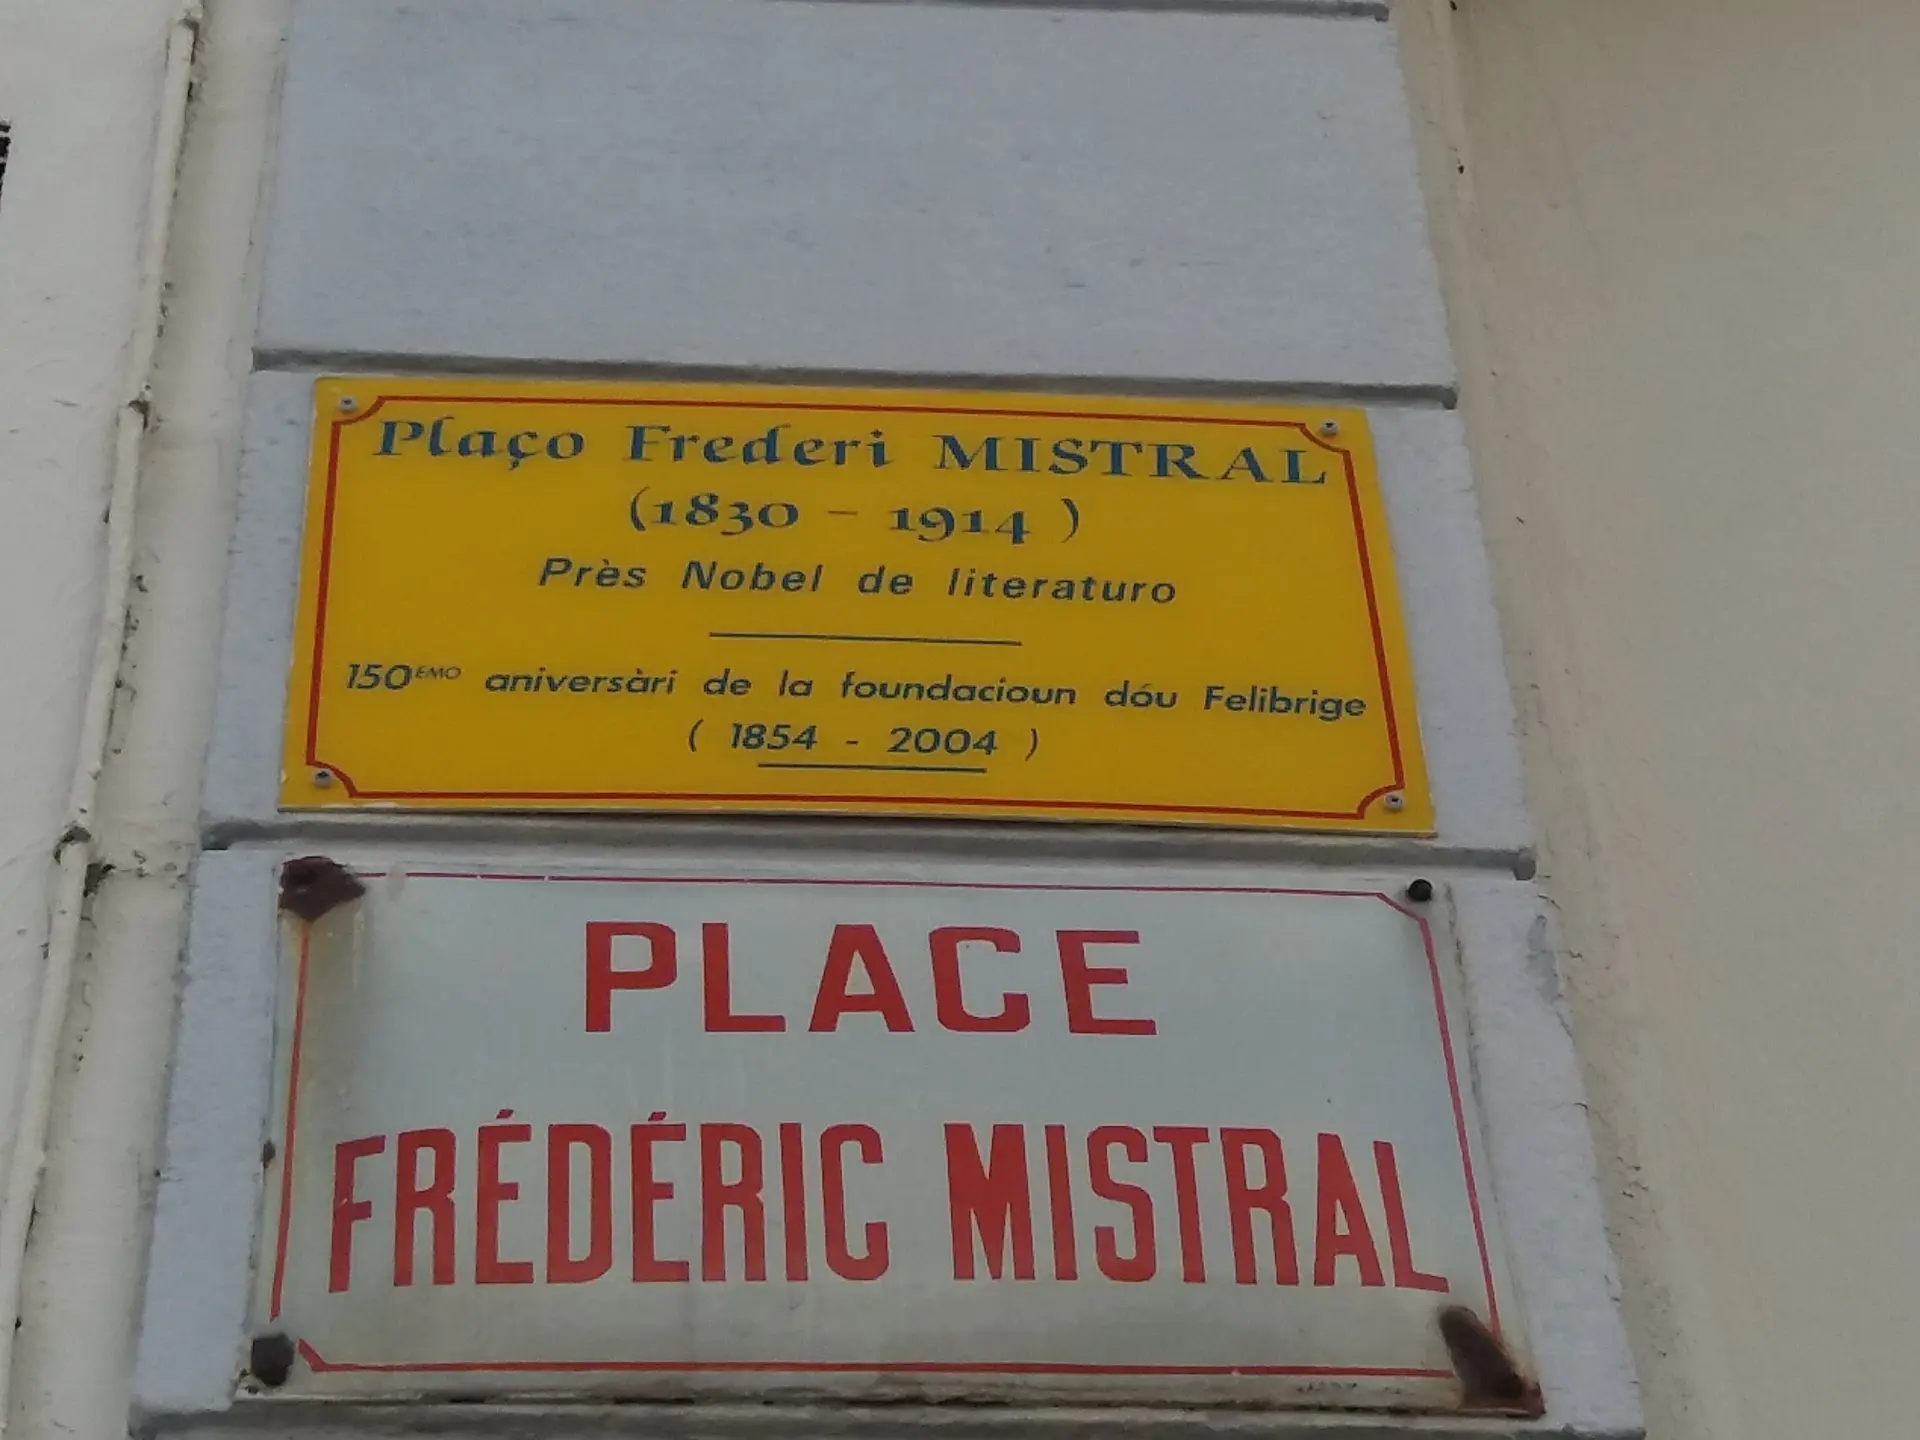 Plaço Frederi MISTRAL
(1830 - 1914 )
Près Nobel de literaturo
150ÈMO aniversàri de la foundacioun dóu Felibrige
( 1854 - 2004 )
PLACE
FRÉDÉRIC MISTRAL